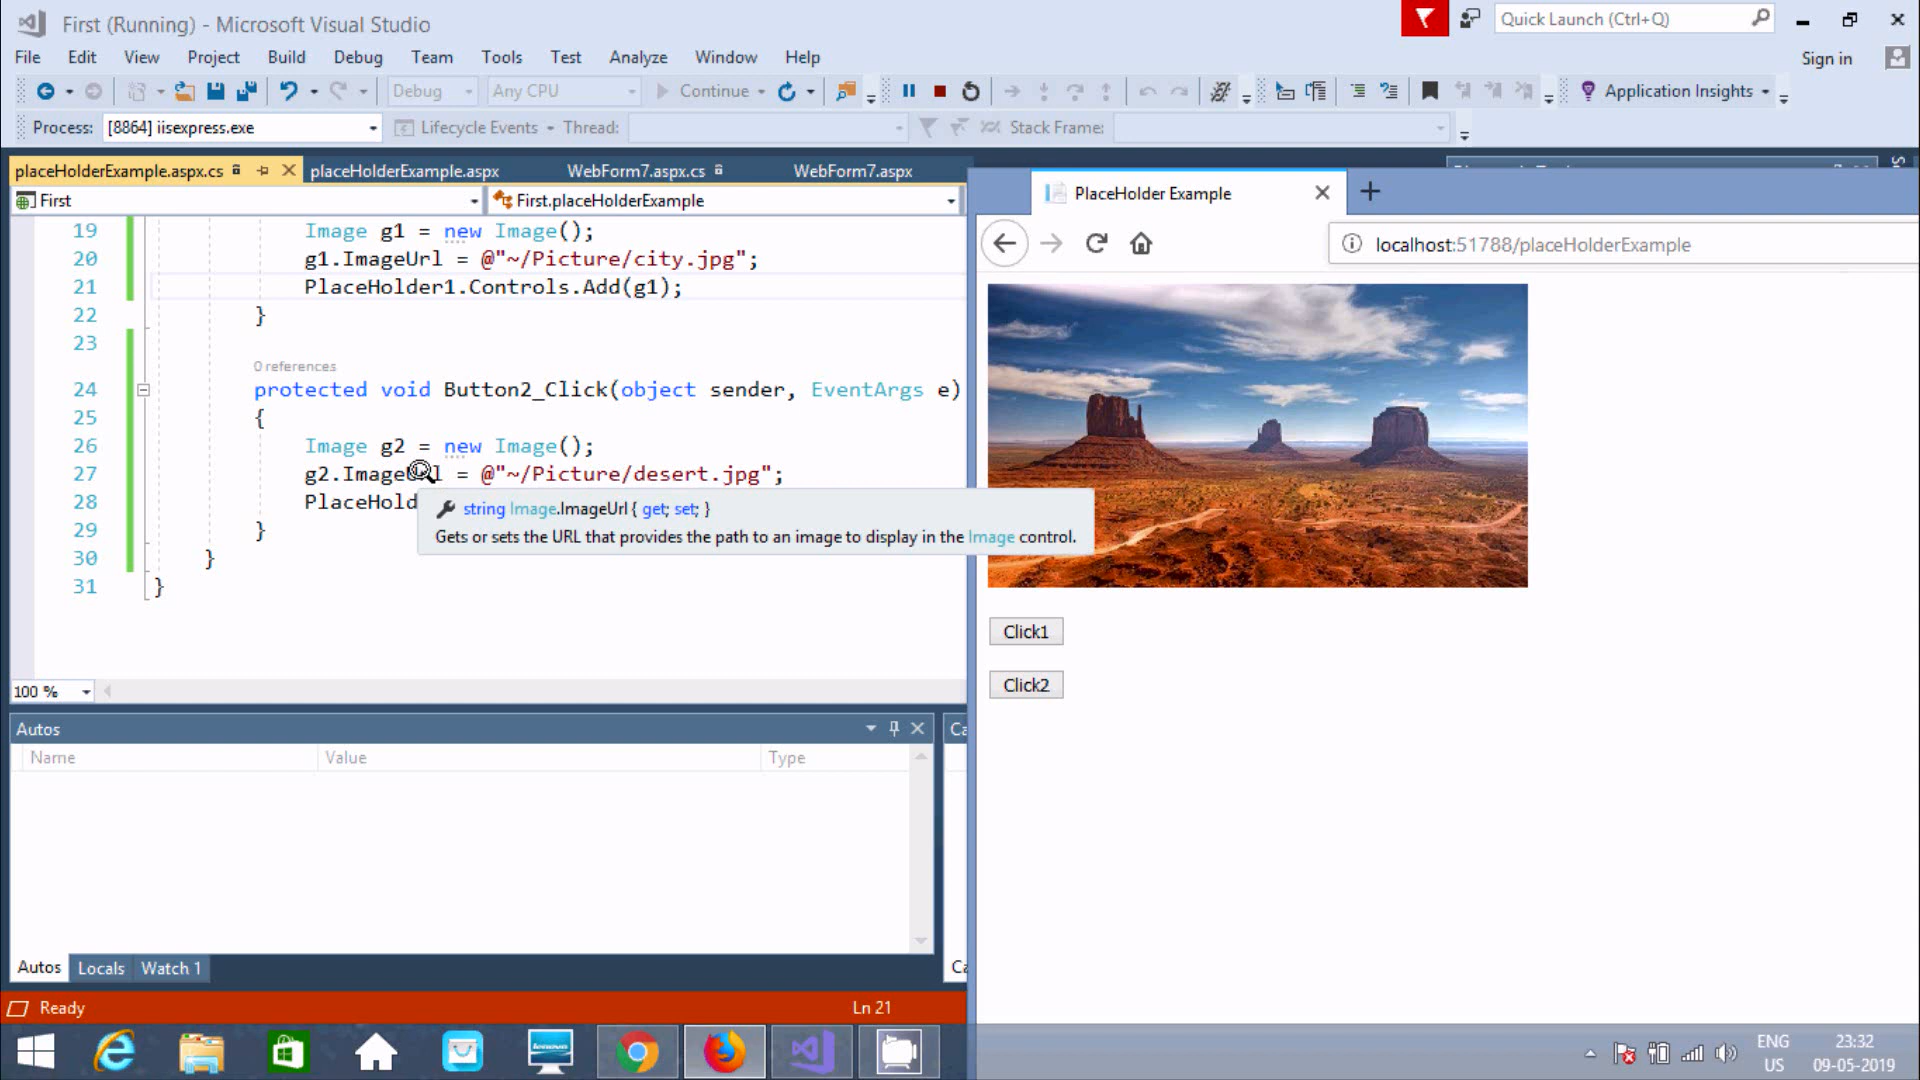 First (Running) - Microsoft Visual Studio
Quick Launch (Ctrl+Q)
File Edit View Project Build Debug Team Tools Test Analyze Window Help
Sign in
Debug Any CPU Continue Application Insights
Process: [8864] iisexpress.exe Lifecycle Events Thread: Stack Frame:
placeHolderExample.aspx.cs placeHolderExample.aspx WebForm7.aspx.cs WebForm7.aspx
First First.placeHolderExample
19 Image g1 = new Image();
20 g1.ImageUrl = @"~/Picture/city.jpg";
21 PlaceHolder1.Controls.Add(g1);
22 }
23
0 references
24 protected void Button2_Click(object sender, EventArgs e)
25 {
26 Image g2 = new Image();
27 g2.ImageUrl = @"~/Picture/desert.jpg";
28 PlaceHold
string Image.ImageUrl { get; set; }
Gets or sets the URL that provides the path to an image to display in the Image control.
29 }
30 }
31 }
100 %
Autos
Name Value Type
Autos Locals Watch 1
Ca
Ca
Ready Ln 21
PlaceHolder Example
localhost:51788/placeHolderExample
Click1
Click2
lenovo
ENG
US
23:32
09-05-2019